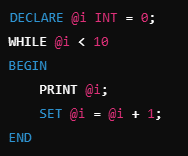 DECLARE @i INT = 0;
WHILE @i < 10
BEGIN
    PRINT @i;
    SET @i = @i + 1;
END